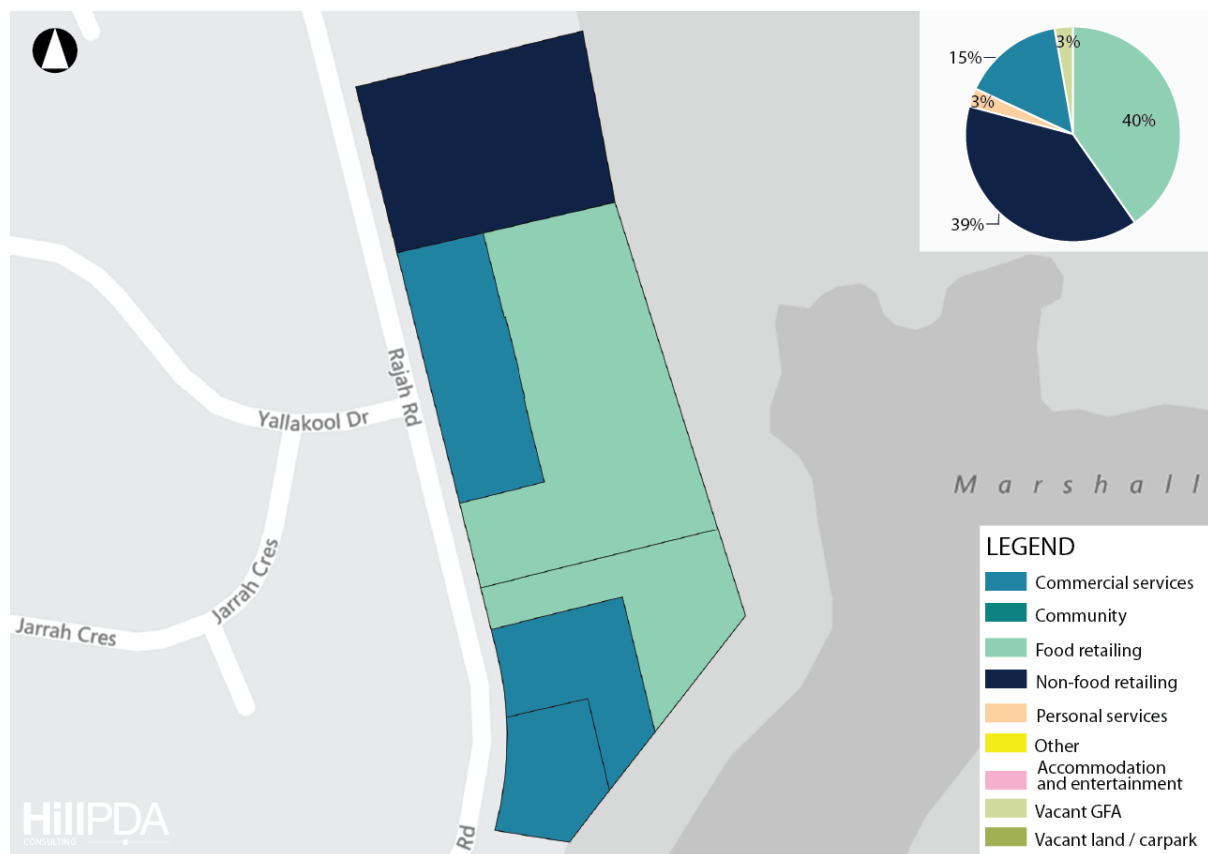 3%
15%
3%
40%
39%
Rajah Rd
Yallakool Dr
Marshall
Jarrah Cres
Jarrah Cres
Rd
LEGEND
Commercial services
Community
Food retailing
Non-food retailing
Personal services
Other
Accommodation
and entertainment
Vacant GFA
Vacant land / carpark
HillPDA
CONSULTING